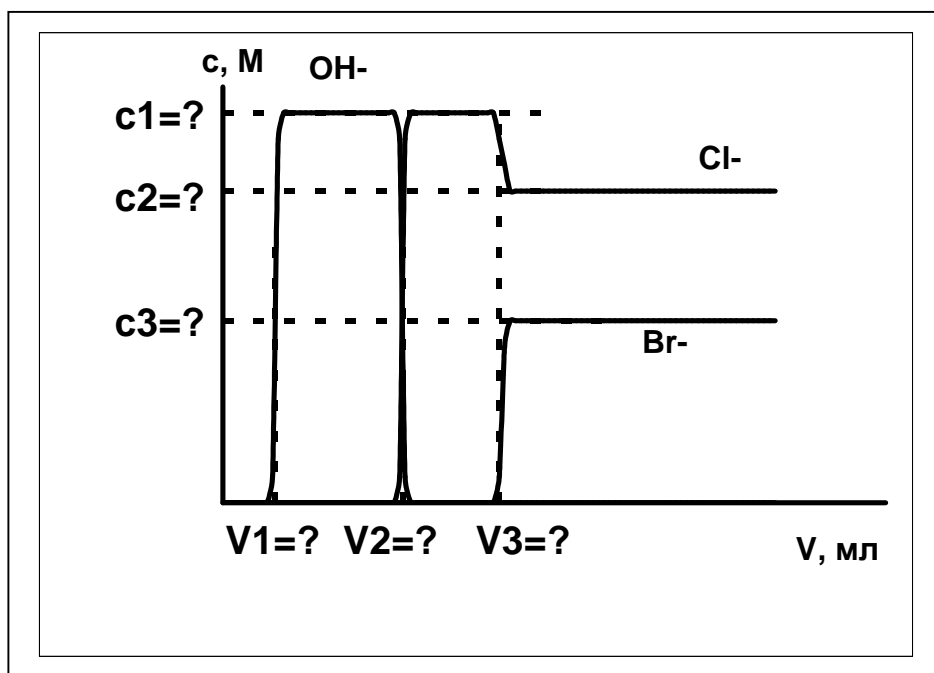 c, M
OH-
c1=?
Cl-
c2=?
c3=?
Br-
V1=? V2=? V3=?
V, мл